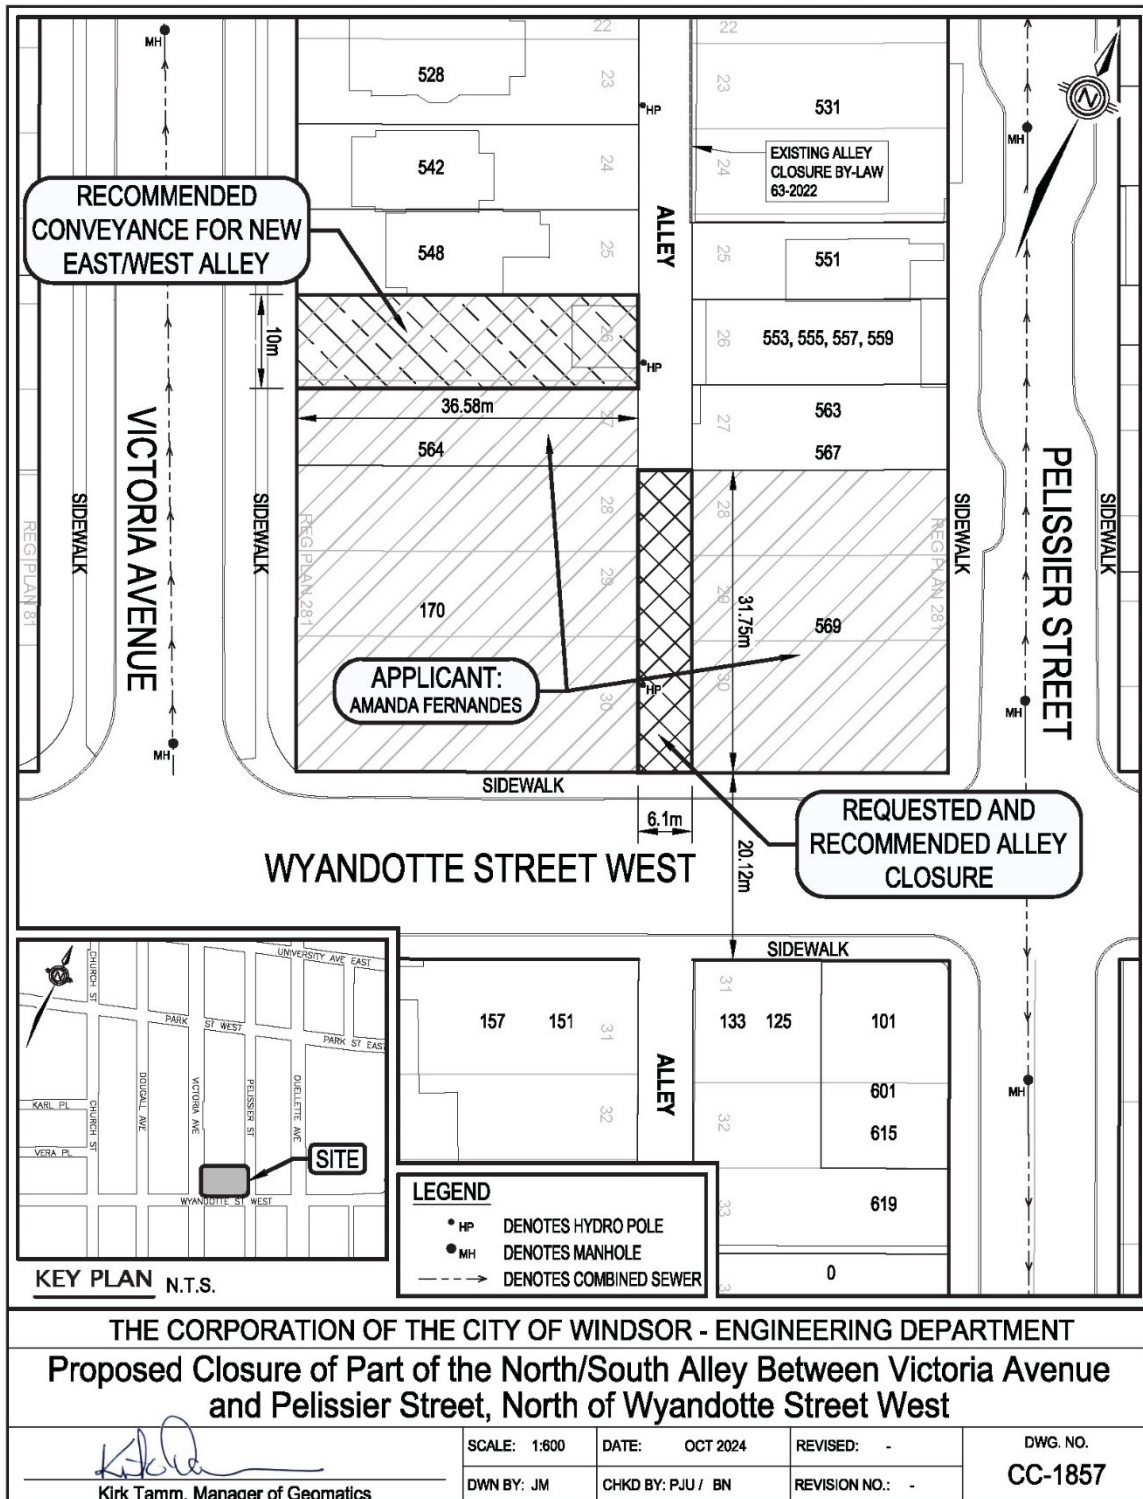 MH
528
22
23
HP
22
23
531
N
MH
542
24
EXISTING ALLEY
CLOSURE BY-LAW
63-2022
24
RECOMMENDED
CONVEYANCE FOR NEW
EAST/WEST ALLEY
ALLEY
548
25
25
551
10m
26
HP
26
553, 555, 557, 559
36.58m
27
27
563
564
567
VICTORIA AVENUE
PELISSIER STREET
SIDEWALK
SIDEWALK
SIDEWALK
SIDEWALK
REG PLAN 81
REG PLAN 281
REG PLAN 281
28
28
29
29
31.75m
170
569
30
30
HP
APPLICANT:
AMANDA FERNANDES
MH
MH
SIDEWALK
6.1m
20.12m
REQUESTED AND
RECOMMENDED ALLEY
CLOSURE
WYANDOTTE STREET WEST
SIDEWALK
157 151
31
31
133 125
101
ALLEY
32
32
601
615
MH
33
619
0
N
CHURCH ST
UNIVERSITY AVE EAST
PARK ST WEST
PARK ST EAST
DOUGALL AVE
VICTORIA AVE
PELISSIER ST
OUELLETTE AVE
KARL PL
CHURCH ST
VERA PL
SITE
WYANDOTTE ST WEST
KEY PLAN N.T.S.
LEGEND
HP DENOTES HYDRO POLE
MH DENOTES MANHOLE
DENOTES COMBINED SEWER
THE CORPORATION OF THE CITY OF WINDSOR - ENGINEERING DEPARTMENT
Proposed Closure of Part of the North/South Alley Between Victoria Avenue
and Pelissier Street, North of Wyandotte Street West
Kirk Tamm, Manager of Geomatics
SCALE: 1:600
DATE: OCT 2024
REVISED: -
DWG. NO.
DWN BY: JM
CHKD BY: PJU / BN
REVISION NO.: -
CC-1857